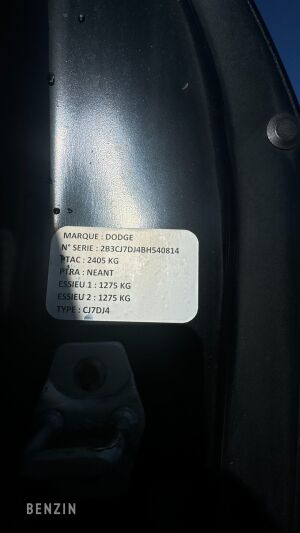 MARQUE : DODGE
N° SERIE : 2B3CJ7DJ4BH540814
PTAC : 2405 KG
PTRA : NEANT
ESSIEU 1 : 1275 KG
ESSIEU 2 : 1275 KG
TYPE : CJ7DJ4
BENZIN